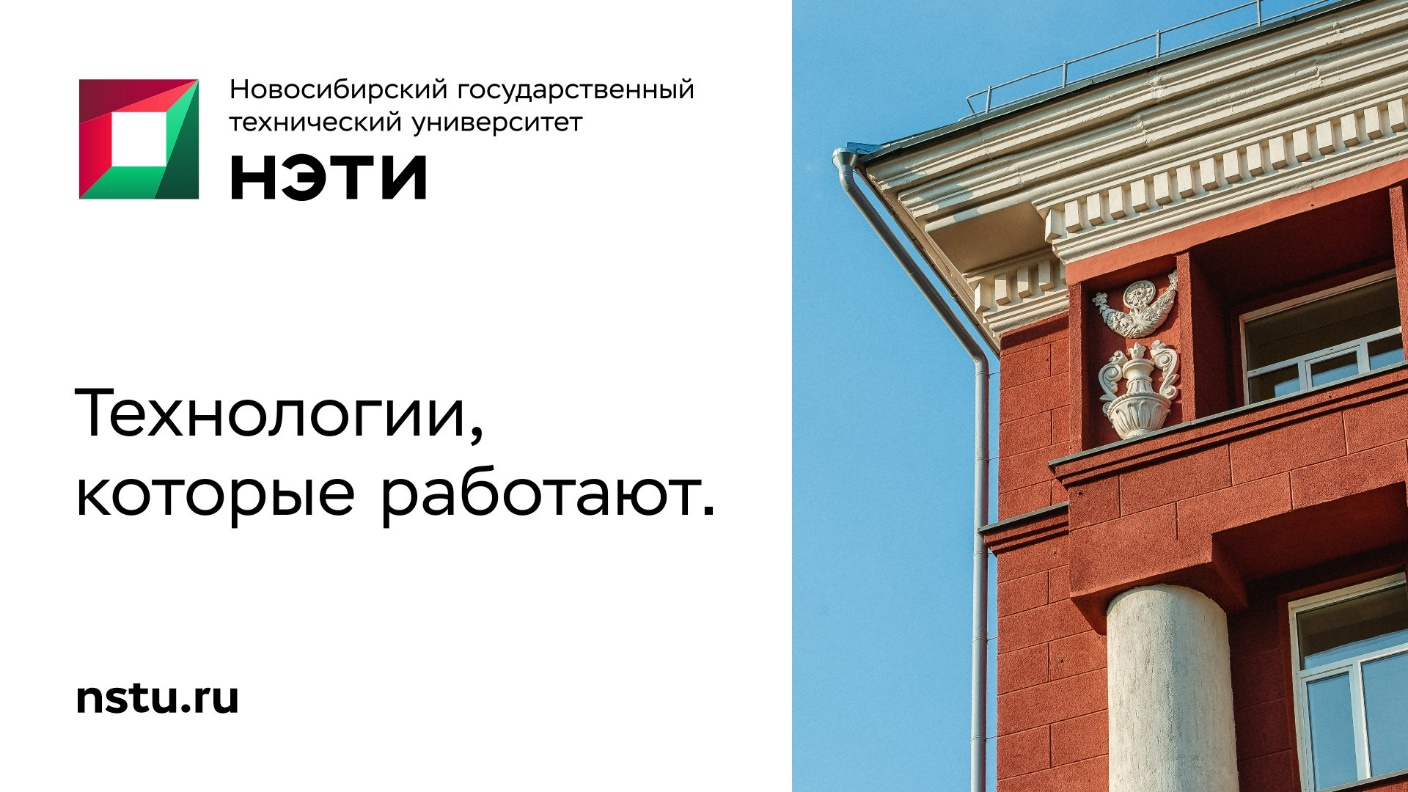 Новосибирский государственный
технический университет
НЭТИ
Технологии,
которые работают.
nstu.ru